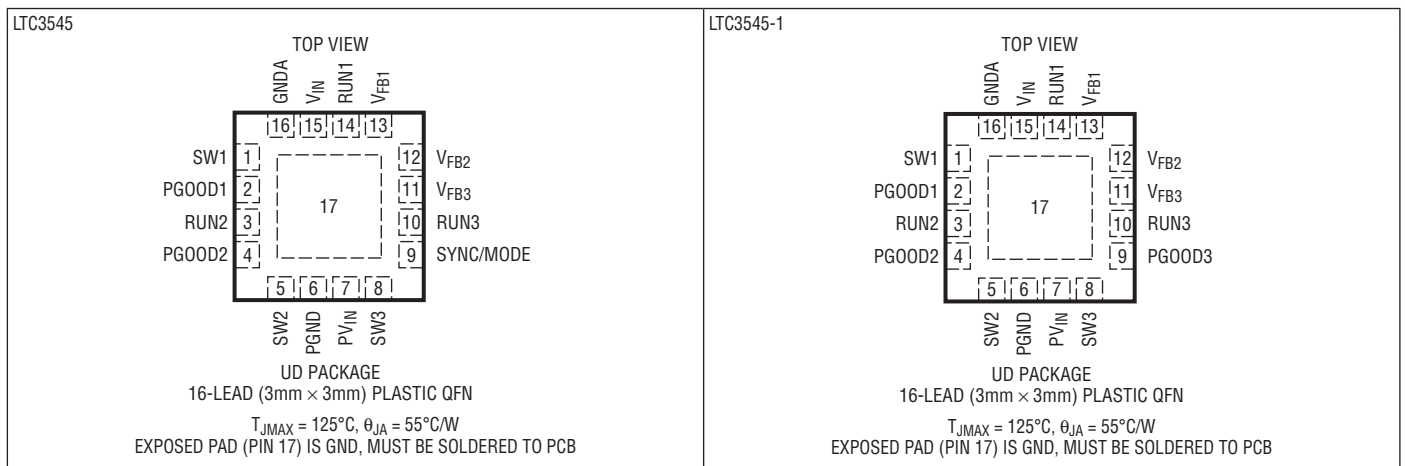 LTC3545
TOP VIEW
GNDA
VIN
RUN1
VFB1
16 15 14 13
SW1 1
PGOOD1 2
RUN2 3
PGOOD2 4
17
12 VFB2
11 VFB3
10 RUN3
9 SYNC/MODE
5 6 7 8
SW2
PGND
PVIN
SW3
UD PACKAGE
16-LEAD (3mm × 3mm) PLASTIC QFN
TJMAX = 125°C, θJA = 55°C/W
EXPOSED PAD (PIN 17) IS GND, MUST BE SOLDERED TO PCB
LTC3545-1
TOP VIEW
GNDA
VIN
RUN1
VFB1
16 15 14 13
SW1 1
PGOOD1 2
RUN2 3
PGOOD2 4
17
12 VFB2
11 VFB3
10 RUN3
9 PGOOD3
5 6 7 8
SW2
PGND
PVIN
SW3
UD PACKAGE
16-LEAD (3mm × 3mm) PLASTIC QFN
TJMAX = 125°C, θJA = 55°C/W
EXPOSED PAD (PIN 17) IS GND, MUST BE SOLDERED TO PCB